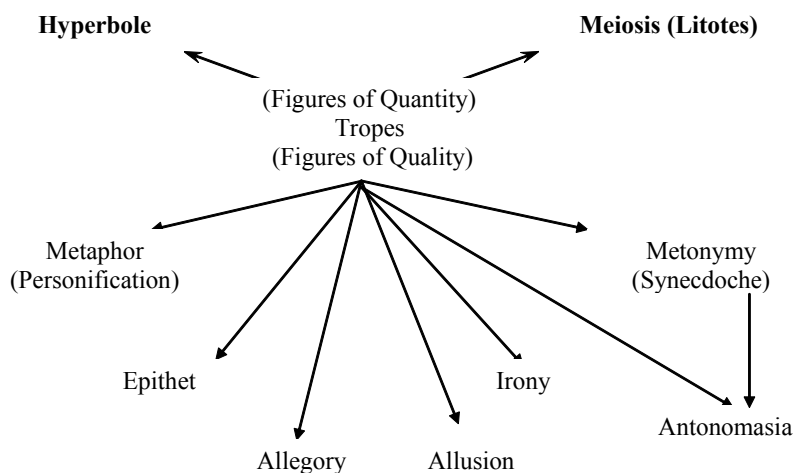 Hyperbole
Meiosis (Litotes)
(Figures of Quantity)
Tropes
(Figures of Quality)
Metaphor
(Personification)
Metonymy
(Synecdoche)
Epithet
Irony
Antonomasia
Allegory
Allusion